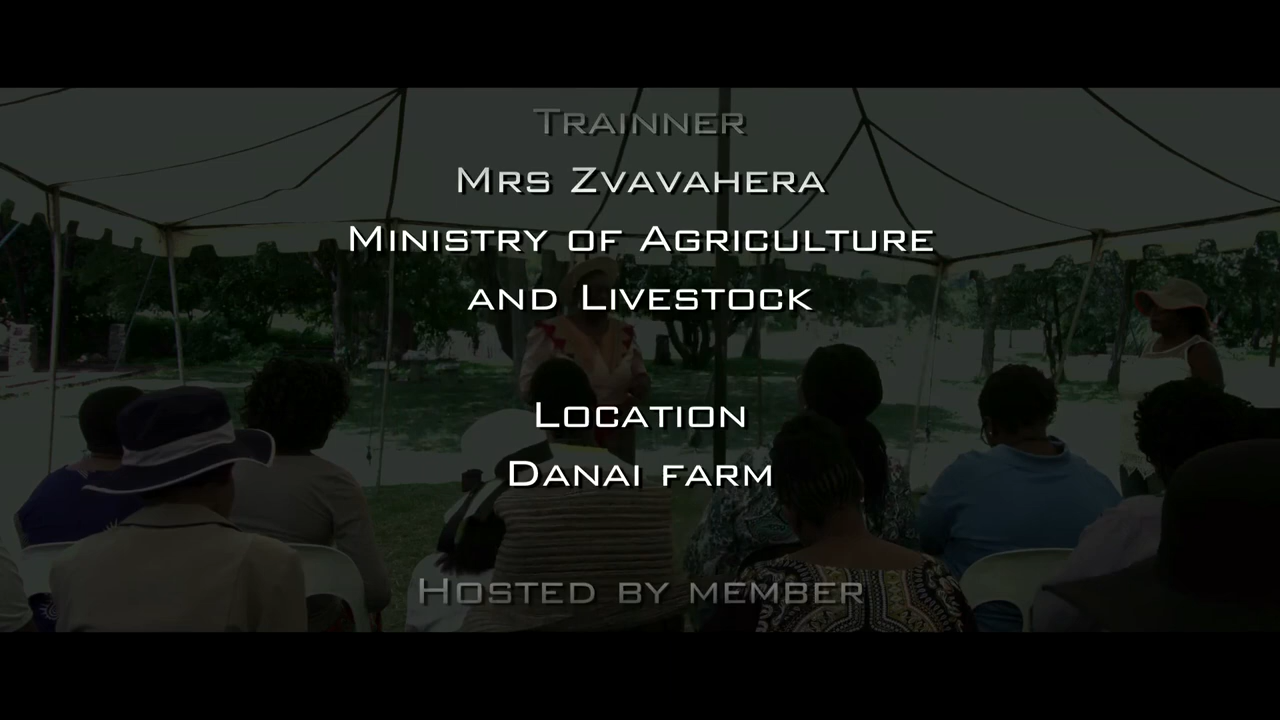 Trainner
Mrs Zvavahera
Ministry of Agriculture
and Livestock
Location
Danai farm
Hosted by member